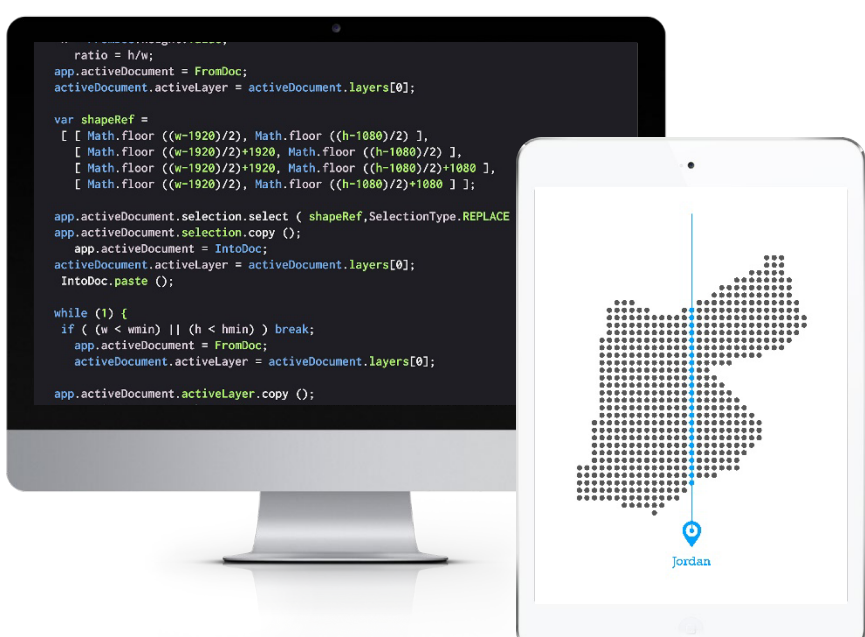 ratio = h/w;
app.activeDocument = FromDoc;
activeDocument.activeLayer = activeDocument.layers[0];
var shapeRef =
[ [ Math.floor ((w-1920)/2), Math.floor ((h-1080)/2) ],
[ Math.floor ((w-1920)/2)+1920, Math.floor ((h-1080)/2) ],
[ Math.floor ((w-1920)/2)+1920, Math.floor ((h-1080)/2)+1080 ],
[ Math.floor ((w-1920)/2), Math.floor ((h-1080)/2)+1080 ] ];
app.activeDocument.selection.select ( shapeRef,SelectionType.REPLACE
app.activeDocument.selection.copy ();
app.activeDocument = IntoDoc;
activeDocument.activeLayer = activeDocument.layers[0];
IntoDoc.paste ();
while (1) {
if ( (w < wmin) || (h < hmin) ) break;
app.activeDocument = FromDoc;
activeDocument.activeLayer = activeDocument.layers[0];
app.activeDocument.activeLayer.copy ();
Jordan